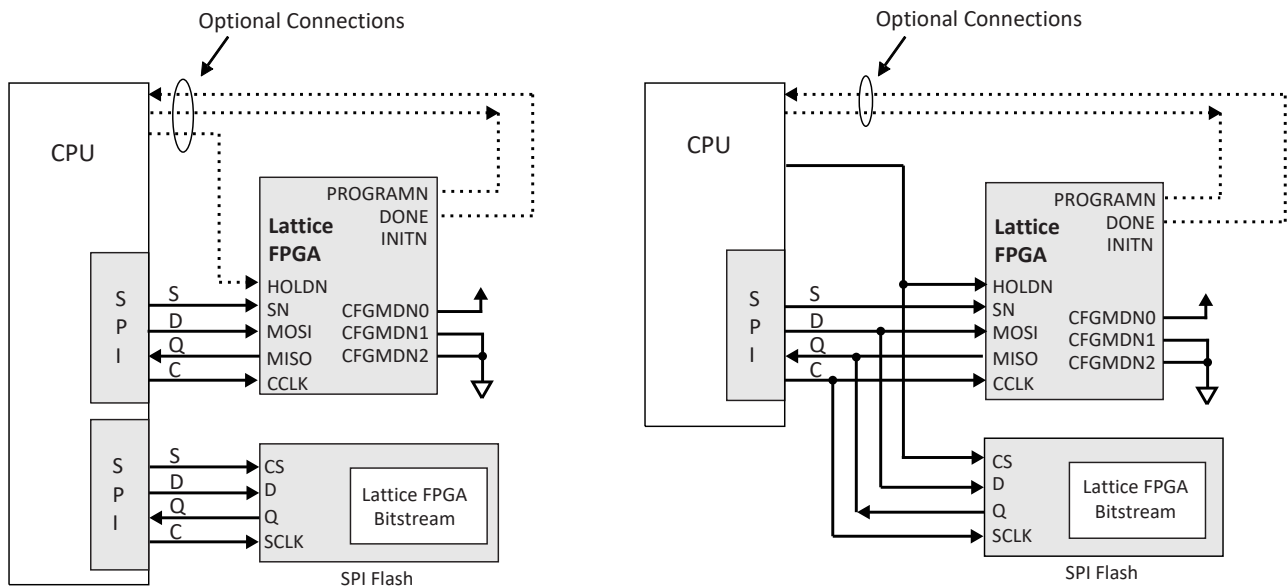 Optional Connections
CPU
PROGRAMN
DONE
INITN
Lattice
FPGA
HOLDN
SN
MOSI
MISO
CCLK
CFGMDN0
CFGMDN1
CFGMDN2
S
P
I
S
D
Q
C
S
P
I
S
D
Q
C
CS
D
Q
SCLK
Lattice FPGA
Bitstream
SPI Flash
Optional Connections
CPU
PROGRAMN
DONE
INITN
Lattice
FPGA
HOLDN
SN
MOSI
MISO
CCLK
CFGMDN0
CFGMDN1
CFGMDN2
S
P
I
S
D
Q
C
CS
D
Q
SCLK
Lattice FPGA
Bitstream
SPI Flash